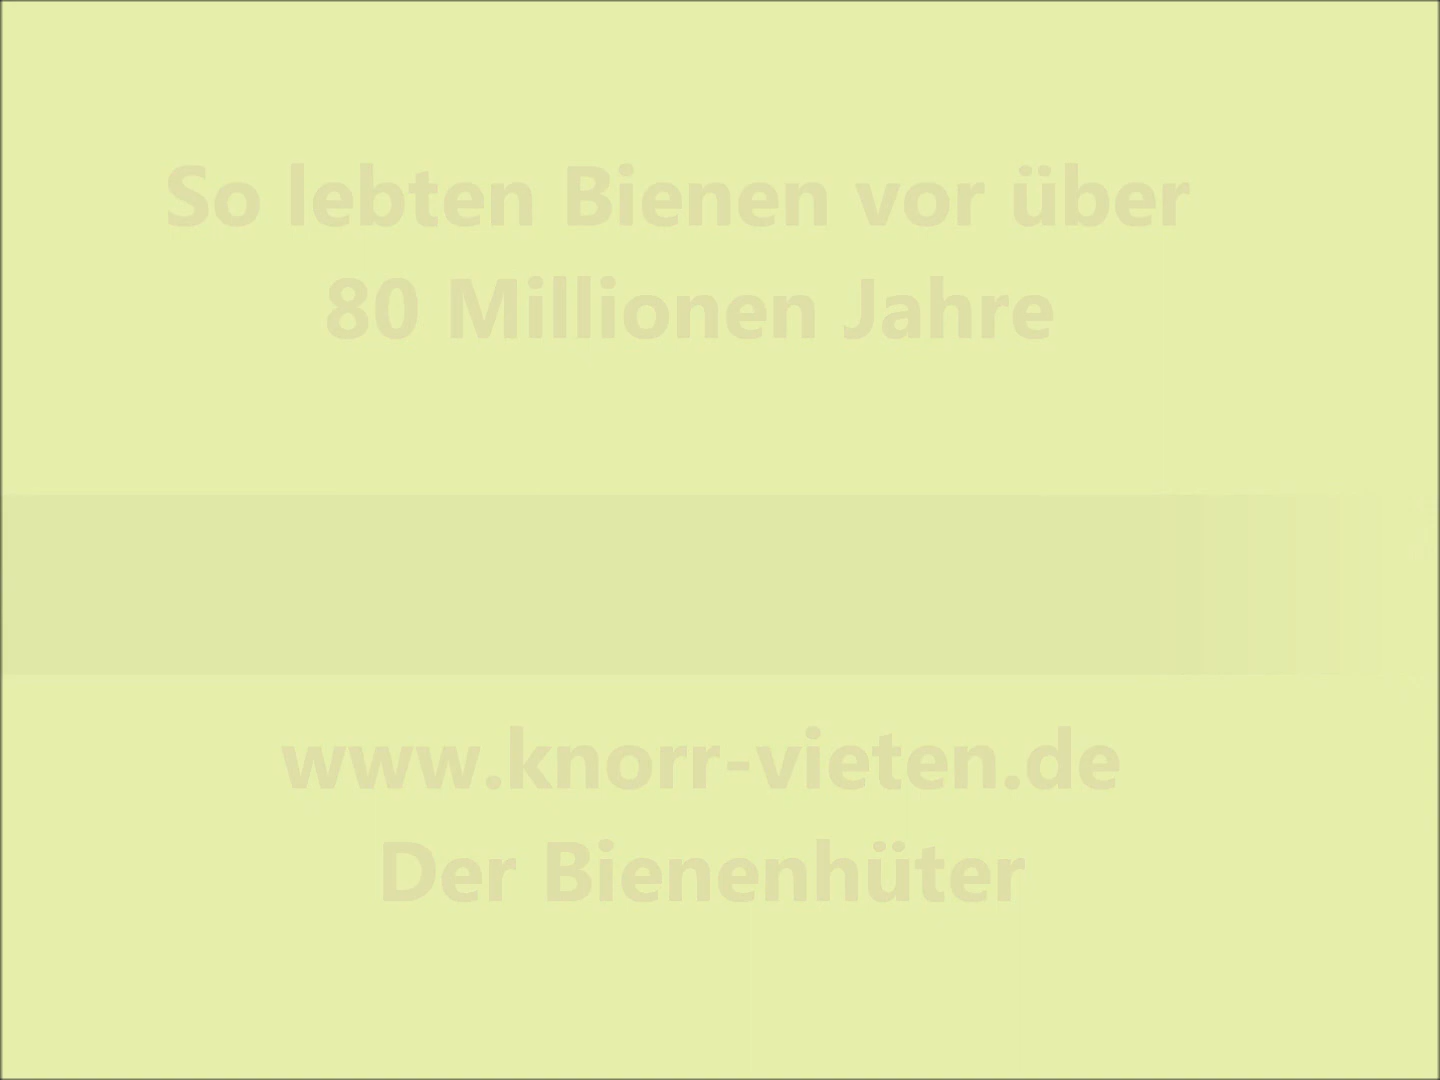 So lebten Bienen vor über
80 Millionen Jahre
www.knorr-vieten.de
Der Bienenhüter